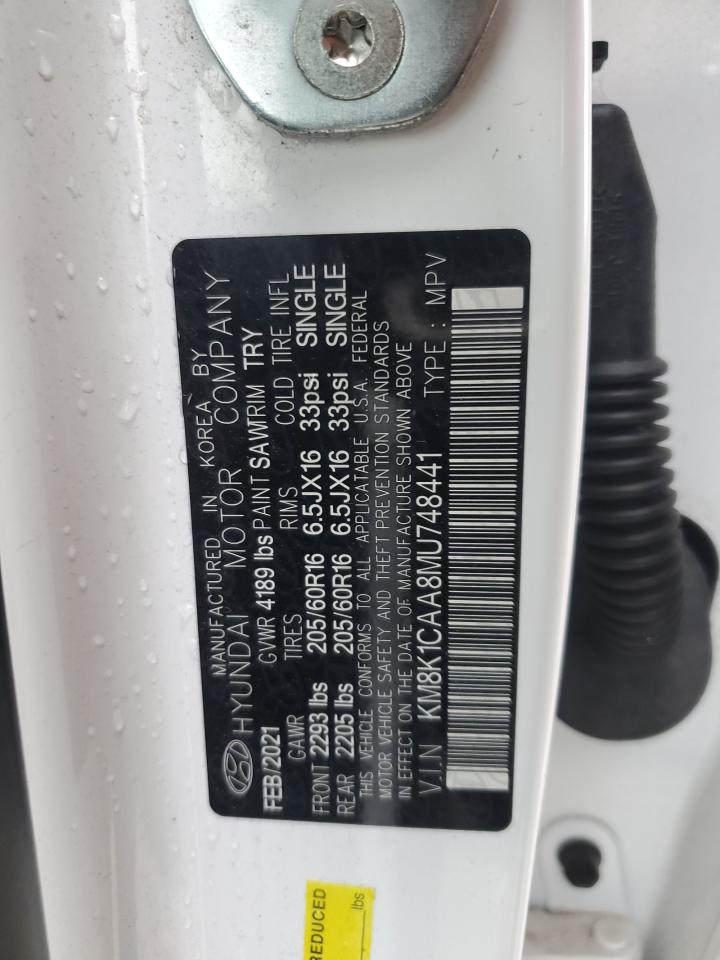 MANUFACTURED IN KOREA BY
HYUNDAI MOTOR COMPANY
FEB/2021 GVWR 4189 lbs PAINT SAW TRIM TRY
GAWR TIRES RIMS COLD TIRE INFL
FRONT 2293 lbs 205/60R16 6.5JX16 33psi SINGLE
REAR 2205 lbs 205/60R16 6.5JX16 33psi SINGLE
THIS VEHICLE CONFORMS TO ALL APPLICATABLE U.S.A. FEDERAL
MOTOR VEHICLE SAFETY AND THEFT PREVENTION STANDARDS
IN EFFECT ON THE DATE OF MANUFACTURE SHOWN ABOVE
V.I.N KM8K1CAA8MU748441 TYPE : MPV
REDUCED
lbs